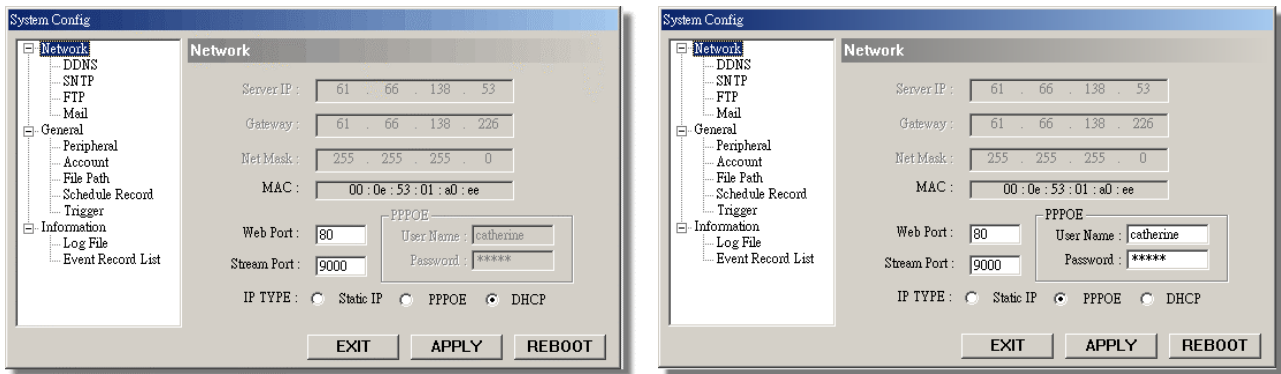 System Config
Network
DDNS
SNTP
FTP
Mail
General
Peripheral
Account
File Path
Schedule Record
Trigger
Information
Log File
Event Record List
Network
Server IP : 61 . 66 . 138 . 53
Gateway : 61 . 66 . 138 . 226
Net Mask : 255 . 255 . 255 . 0
MAC : 00 : 0e : 53 : 01 : a0 : ee
Web Port : 80
Stream Port : 9000
PPPOE
User Name : catherine
Password : *****
IP TYPE : Static IP PPPOE DHCP
EXIT APPLY REBOOT
System Config
Network
DDNS
SNTP
FTP
Mail
General
Peripheral
Account
File Path
Schedule Record
Trigger
Information
Log File
Event Record List
Network
Server IP : 61 . 66 . 138 . 53
Gateway : 61 . 66 . 138 . 226
Net Mask : 255 . 255 . 255 . 0
MAC : 00 : 0e : 53 : 01 : a0 : ee
Web Port : 80
Stream Port : 9000
PPPOE
User Name : catherine
Password : *****
IP TYPE : Static IP PPPOE DHCP
EXIT APPLY REBOOT